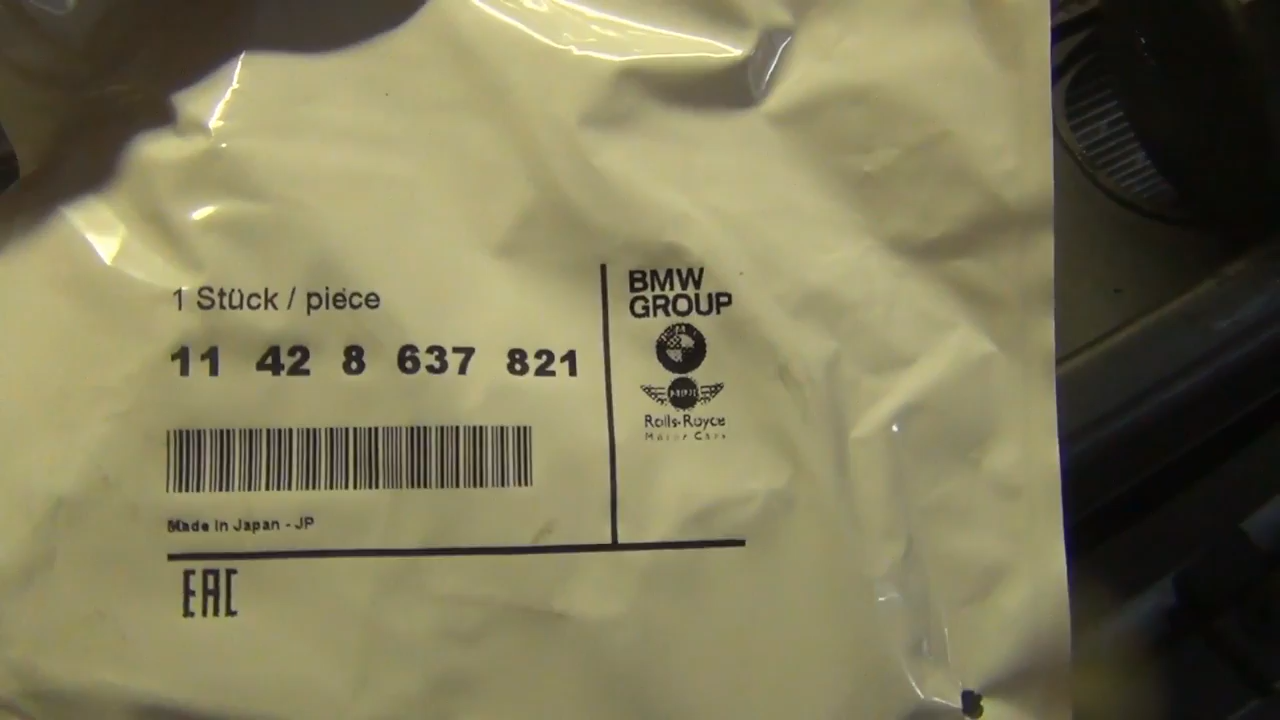 1 Stück / piece
11 42 8 637 821
Made in Japan - JP
EAC
BMW
GROUP
MINI
Rolls-Royce
Motor Cars